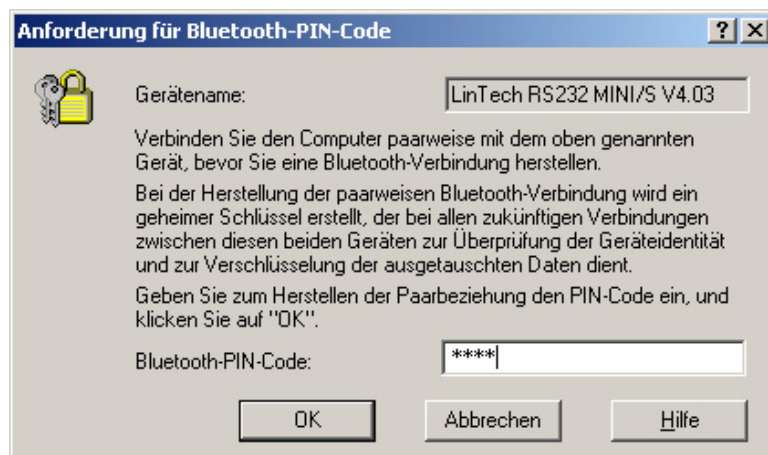 Anforderung für Bluetooth-PIN-Code
Gerätename: LinTech RS232 MINI/S V4.03
Verbinden Sie den Computer paarweise mit dem oben genannten
Gerät, bevor Sie eine Bluetooth-Verbindung herstellen.
Bei der Herstellung der paarweisen Bluetooth-Verbindung wird ein
geheimer Schlüssel erstellt, der bei allen zukünftigen Verbindungen
zwischen diesen beiden Geräten zur Überprüfung der Geräteidentität
und zur Verschlüsselung der ausgetauschten Daten dient.
Geben Sie zum Herstellen der Paarbeziehung den PIN-Code ein, und
klicken Sie auf "OK".
Bluetooth-PIN-Code: ****
OK Abbrechen Hilfe